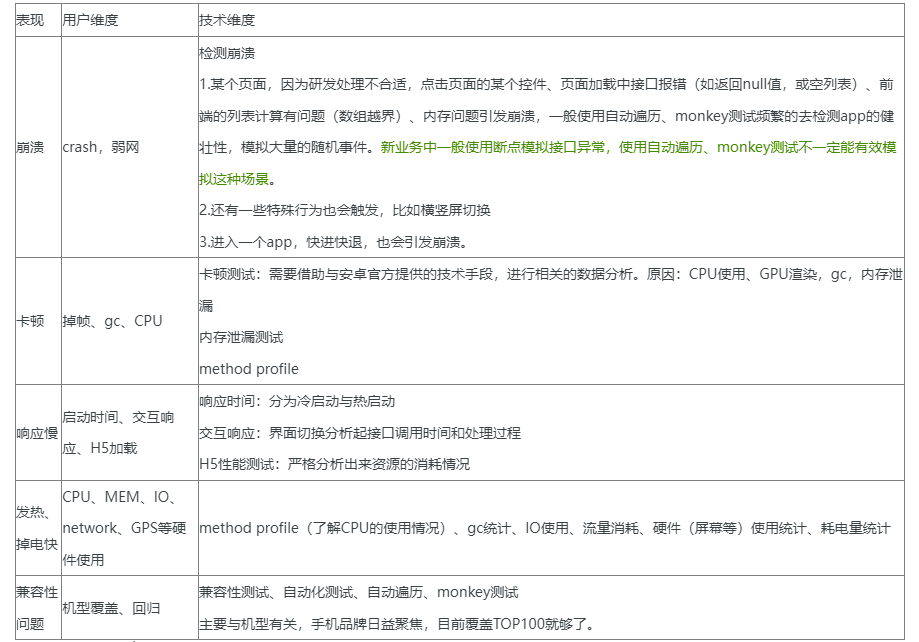 表现 用户维度 技术维度
检测崩溃
1.某个页面，因为研发处理不合适，点击页面的某个控件、页面加载中接口报错（如返回null值，或空列表）、前
端的列表计算有问题（数组越界）、内存问题引发崩溃，一般使用自动遍历、monkey测试频繁的去检测app的健
崩溃 crash，弱网 壮性，模拟大量的随机事件。新业务中一般使用断点模拟接口异常，使用自动遍历、monkey测试不一定能有效模
拟这种场景。
2.还有一些特殊行为也会触发，比如横竖屏切换
3.进入一个app，快进快退，也会引发崩溃。
卡顿 掉帧、gc、CPU
卡顿测试：需要借助与安卓官方提供的技术手段，进行相关的数据分析。原因：CPU使用、GPU渲染，gc，内存泄
漏
内存泄漏测试
method profile
响应慢
启动时间、交互响
应、H5加载
响应时间：分为冷启动与热启动
交互响应：界面切换分析起接口调用时间和处理过程
H5性能测试：严格分析出来资源的消耗情况
发热、
掉电快
CPU、MEM、IO、
network、GPS等硬
件使用
method profile（了解CPU的使用情况）、gc统计、IO使用、流量消耗、硬件（屏幕等）使用统计、耗电量统计
兼容性
问题
机型覆盖、回归
兼容性测试、自动化测试、自动遍历、monkey测试
主要与机型有关，手机品牌日益聚焦，目前覆盖TOP100就够了。